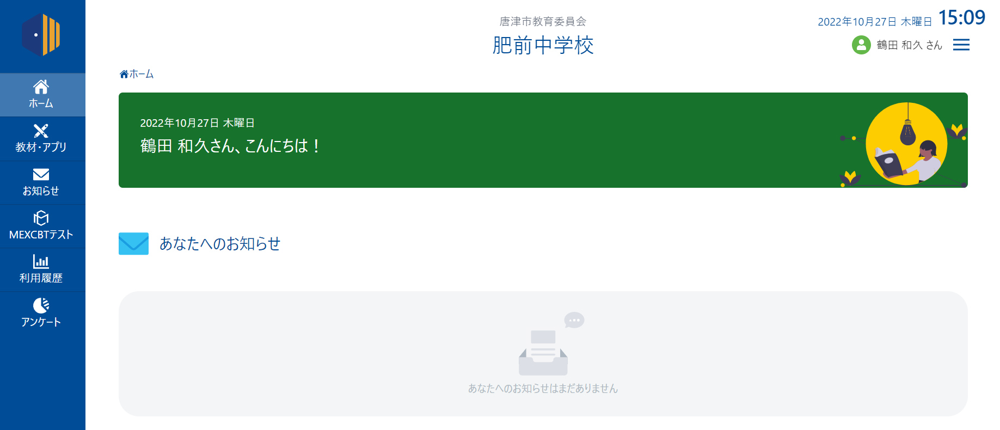 唐津市教育委員会
肥前中学校
2022年10月27日 木曜日 15:09
鶴田 和久 さん
ホーム
ホーム
教材・アプリ
お知らせ
MEXCBTテスト
利用履歴
アンケート
2022年10月27日 木曜日
鶴田 和久さん、こんにちは！
あなたへのお知らせ
あなたへのお知らせはまだありません